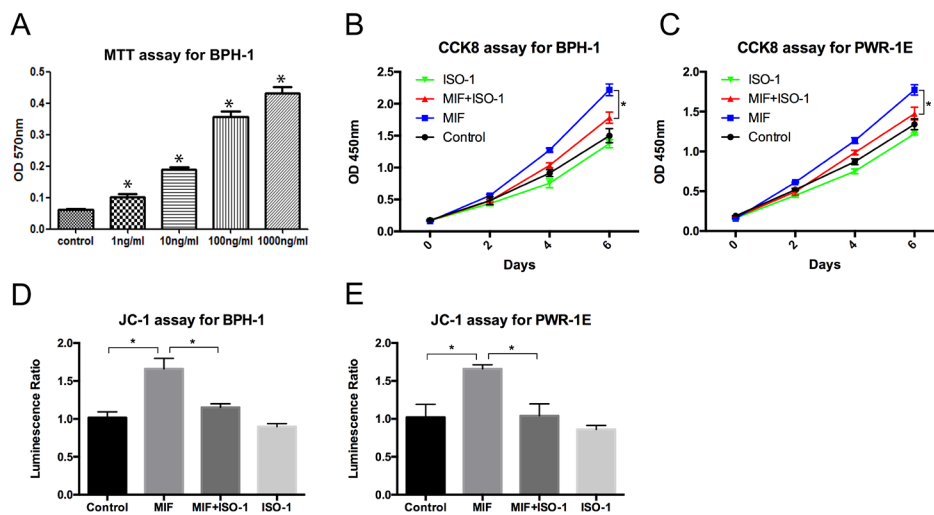 A
MTT assay for BPH-1
OD 570nm
0.5
0.4
0.3
0.2
0.1
0.0
*
*
*
*
control
1ng/ml
10ng/ml
100ng/ml
1000ng/ml
B
CCK8 assay for BPH-1
OD 450nm
2.5
2.0
1.5
1.0
0.5
0.0
ISO-1
MIF+ISO-1
MIF
Control
*
0
2
4
6
Days
C
CCK8 assay for PWR-1E
OD 450nm
2.0
1.5
1.0
0.5
0.0
ISO-1
MIF+ISO-1
MIF
Control
*
0
2
4
6
Days
D
JC-1 assay for BPH-1
Luminescence Ratio
2.0
1.5
1.0
0.5
0.0
*
*
Control
MIF
MIF+ISO-1
ISO-1
E
JC-1 assay for PWR-1E
Luminescence Ratio
2.0
1.5
1.0
0.5
0.0
*
*
Control
MIF
MIF+ISO-1
ISO-1